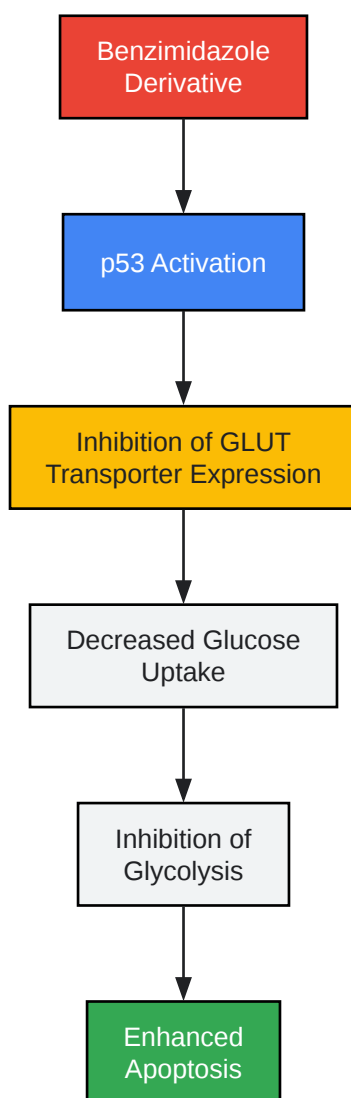 Benzimidazole
Derivative
p53 Activation
Inhibition of GLUT
Transporter Expression
Decreased Glucose
Uptake
Inhibition of
Glycolysis
Enhanced
Apoptosis